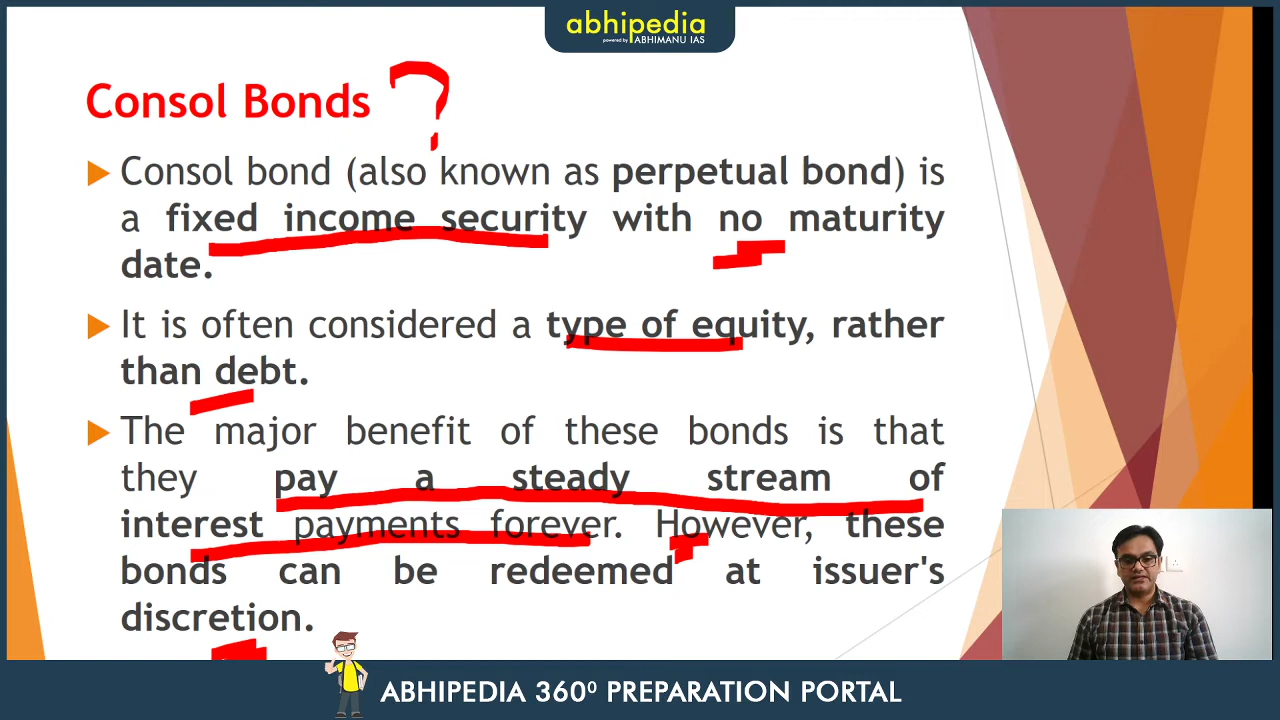 abhipedia
powered by ABHIMANU IAS
Consol Bonds ?
Consol bond (also known as perpetual bond) is
a fixed income security with no maturity
date.
It is often considered a type of equity, rather
than debt.
The major benefit of these bonds is that
they pay a steady stream of
interest payments forever. However, these
bonds can be redeemed at issuer's
discretion.
ABHIPEDIA 360⁰ PREPARATION PORTAL